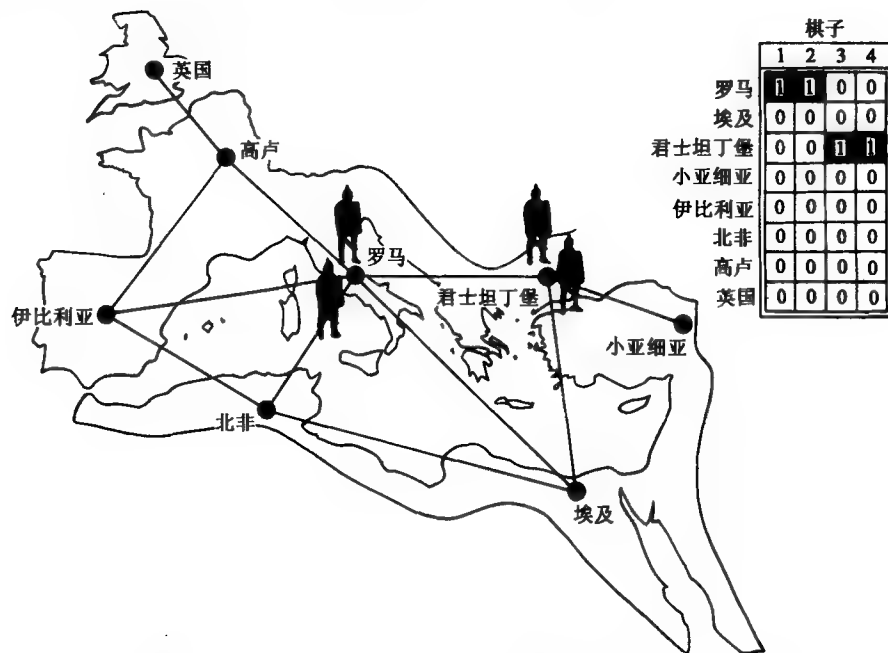 棋子
1 2 3 4
罗马 1 1 0 0
埃及 0 0 0 0
君士坦丁堡 0 0 1 1
小亚细亚 0 0 0 0
伊比利亚 0 0 0 0
北非 0 0 0 0
高卢 0 0 0 0
英国 0 0 0 0
英国
高卢
罗马
君士坦丁堡
伊比利亚
小亚细亚
北非
埃及